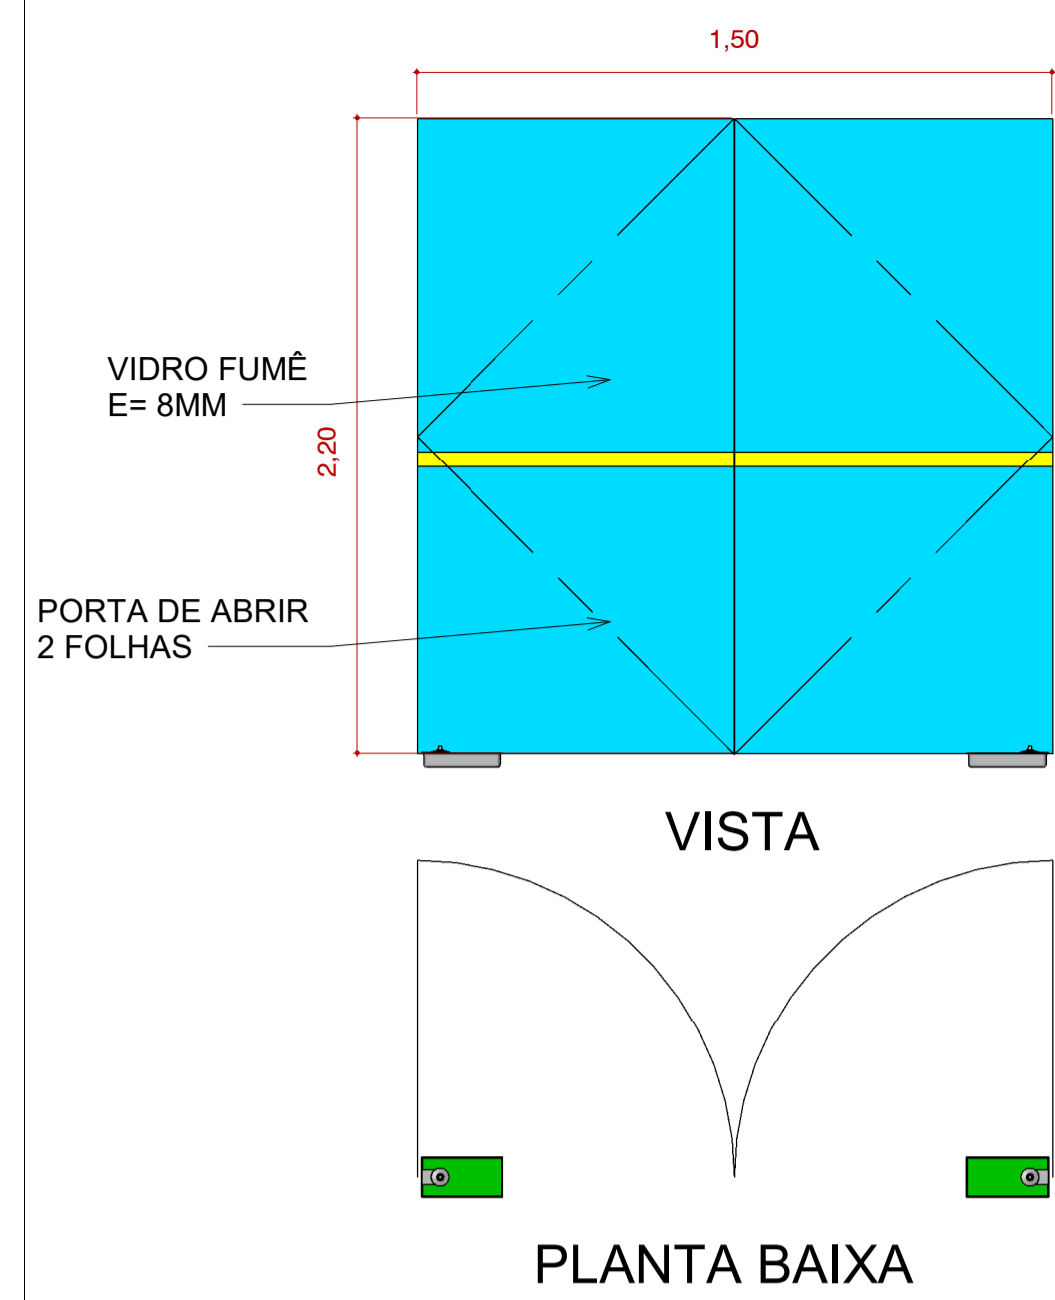 1,50
VIDRO FUMÊ
E= 8MM
2,20
PORTA DE ABRIR
2 FOLHAS
VISTA
PLANTA BAIXA